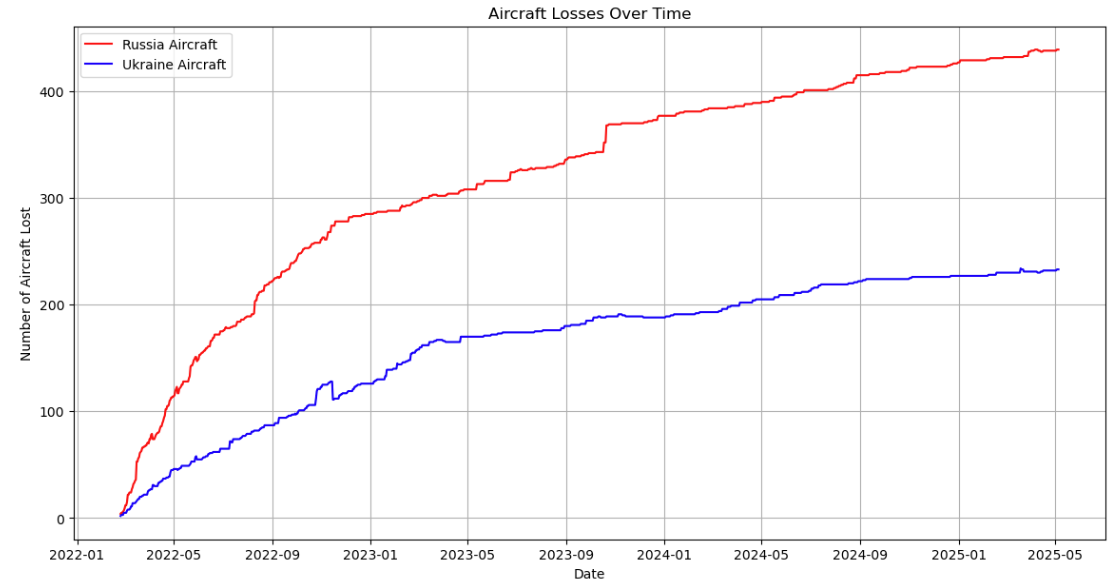 Aircraft Losses Over Time
Russia Aircraft
Ukraine Aircraft
Number of Aircraft Lost
400
300
200
100
0
2022-01 2022-05 2022-09 2023-01 2023-05 2023-09 2024-01 2024-05 2024-09 2025-01 2025-05
Date